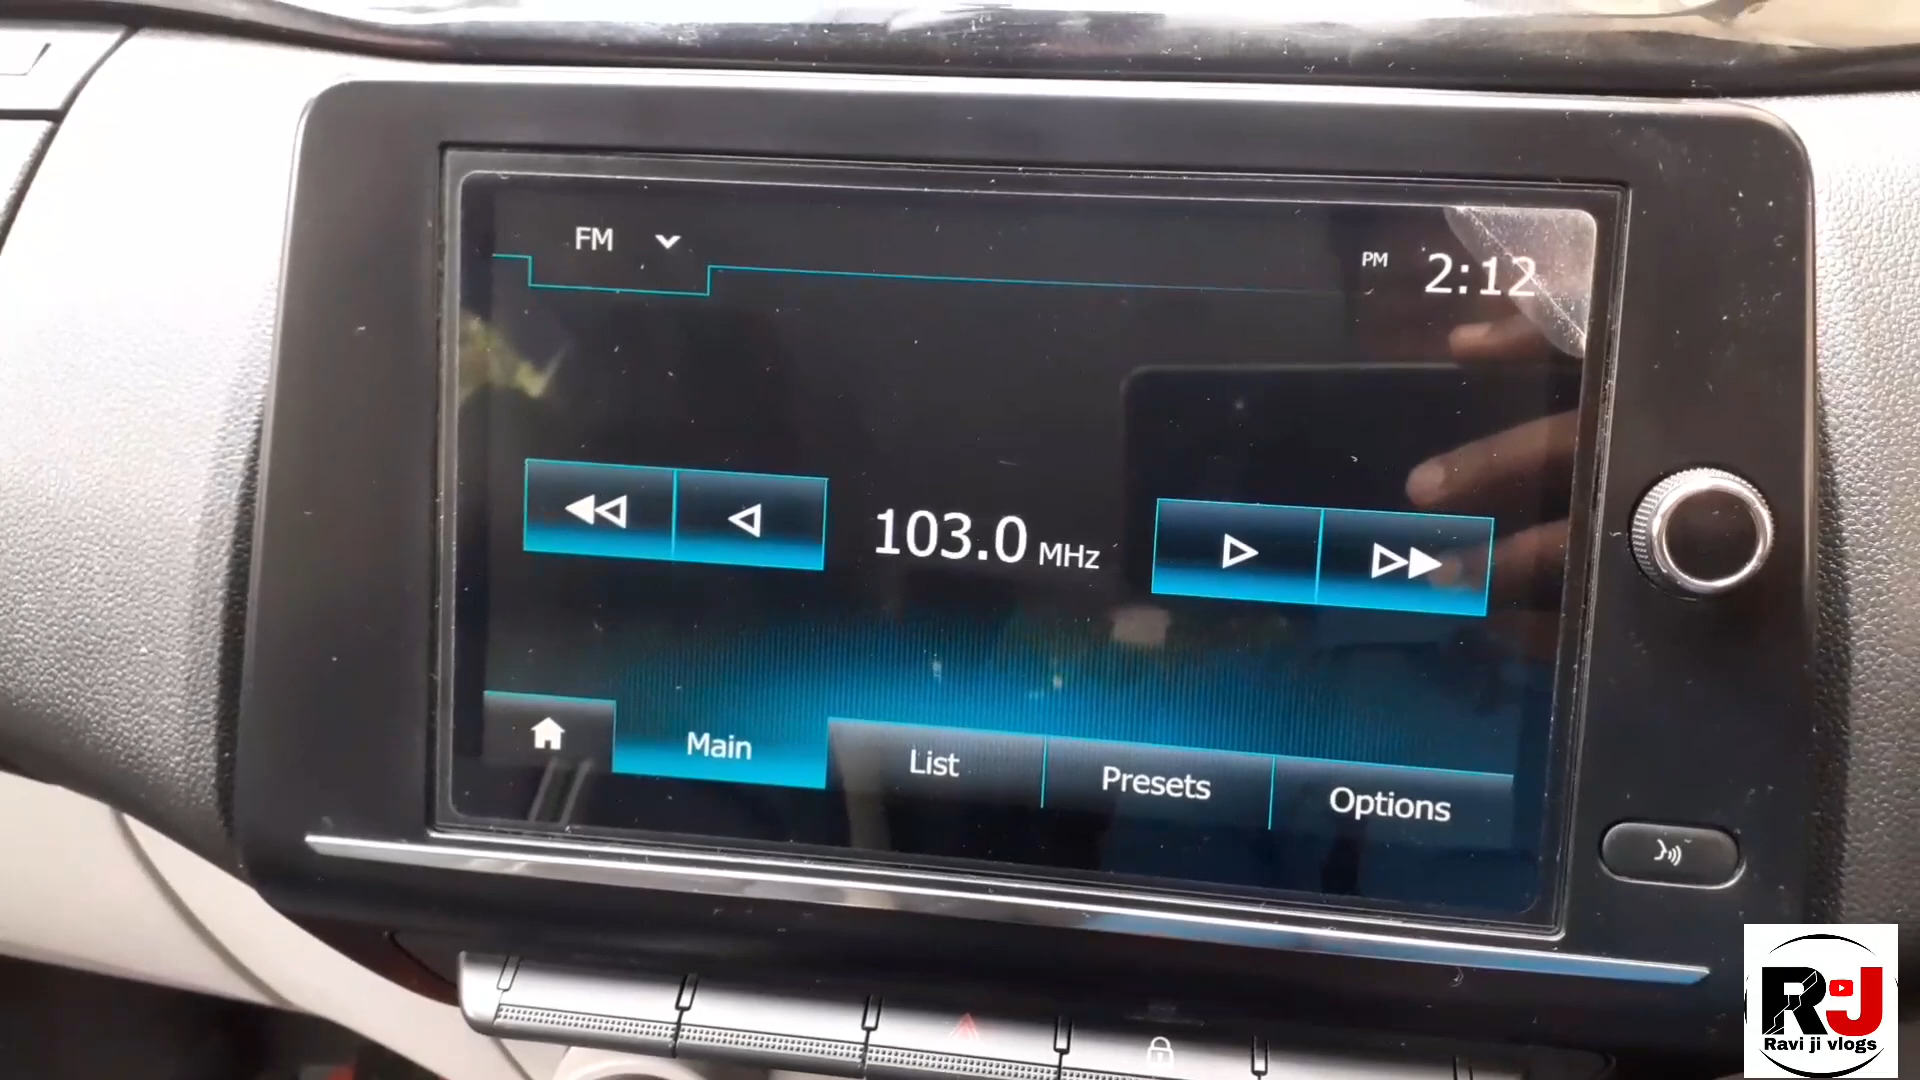 FM
PM 2:12
103.0 MHz
Main
List
Presets
Options
RJ
Ravi ji vlogs